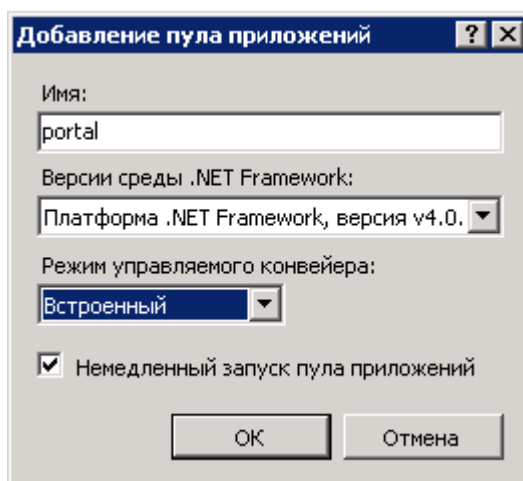 Добавление пула приложений
Имя:
portal
Версии среды .NET Framework:
Платформа .NET Framework, версия v4.0.
Режим управляемого конвейера:
Встроенный
Немедленный запуск пула приложений
ОК
Отмена